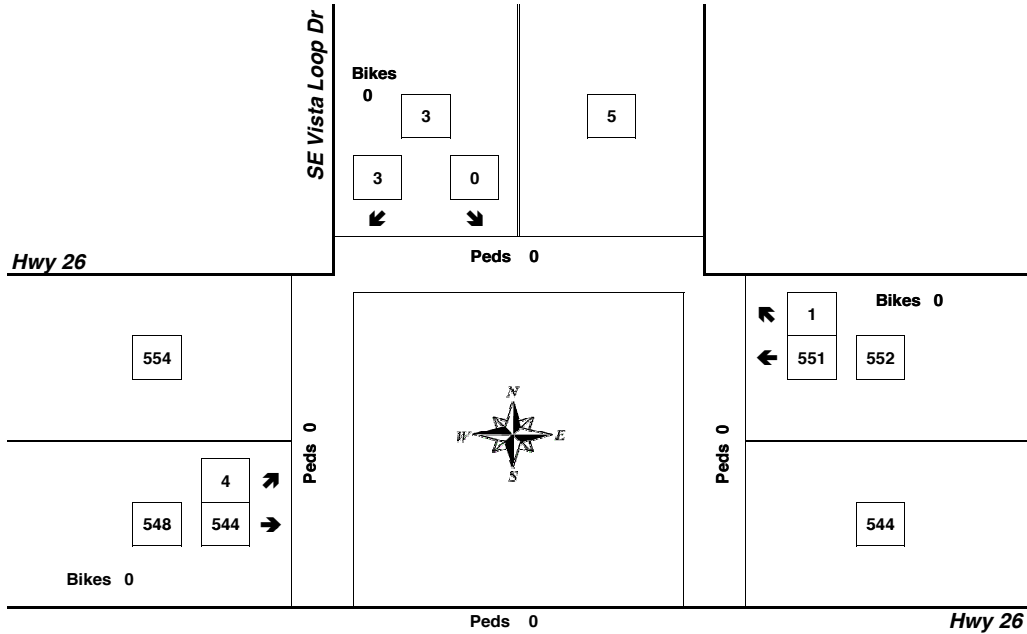 SE Vista Loop Dr
Bikes
0
3
5
3
0
Peds 0
Hwy 26
Bikes 0
1
554
551
552
N
W
E
S
Peds 0
Peds 0
4
548
544
544
Bikes 0
Peds 0
Hwy 26